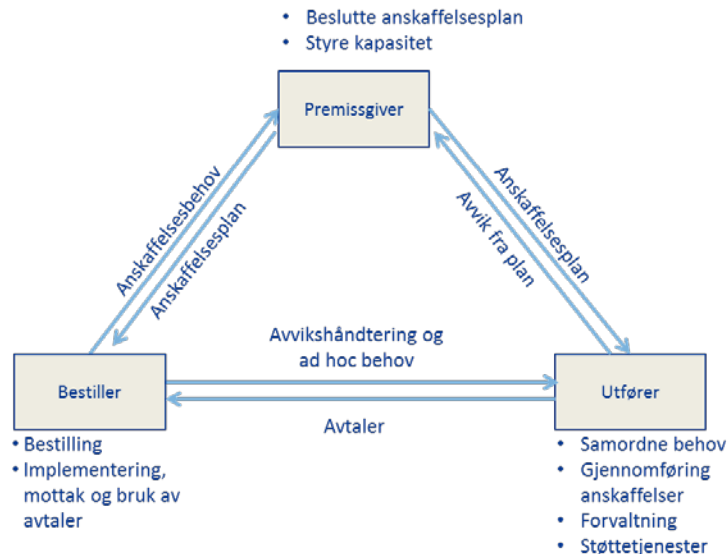 • Beslutte anskaffelsesplan
• Styre kapasitet
Premissgiver
Anskaffelsesbehov
Anskaffelsesplan
Anskaffelsesplan
Avvik fra plan
Avvikshåndtering og
ad hoc behov
Bestiller
Utfører
Avtaler
• Bestilling
• Implementering,
mottak og bruk av
avtaler
• Samordne behov
• Gjennomføring
anskaffelser
• Forvaltning
• Støttetjenester